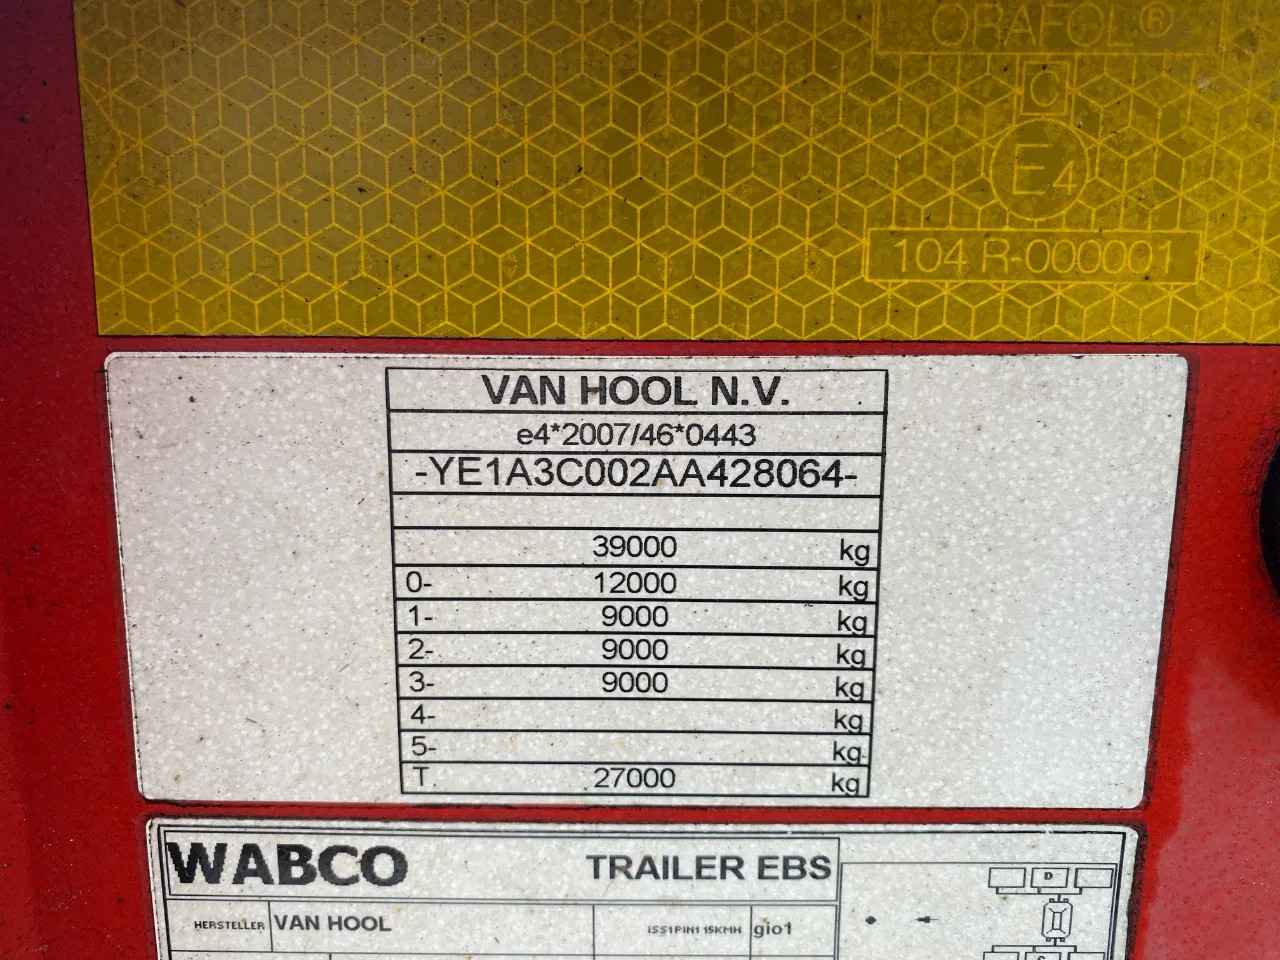 ORAFOL®
C
E4
104 R-000001
VAN HOOL N.V.
e4*2007/46*0443
-YE1A3C002AA428064-
39000 kg
0- 12000 kg
1- 9000 kg
2- 9000 kg
3- 9000 kg
4- kg
5- kg
T. 27000 kg
WABCO TRAILER EBS
D
HERSTELLER VAN HOOL ISS1PIN1 15KMH gio1